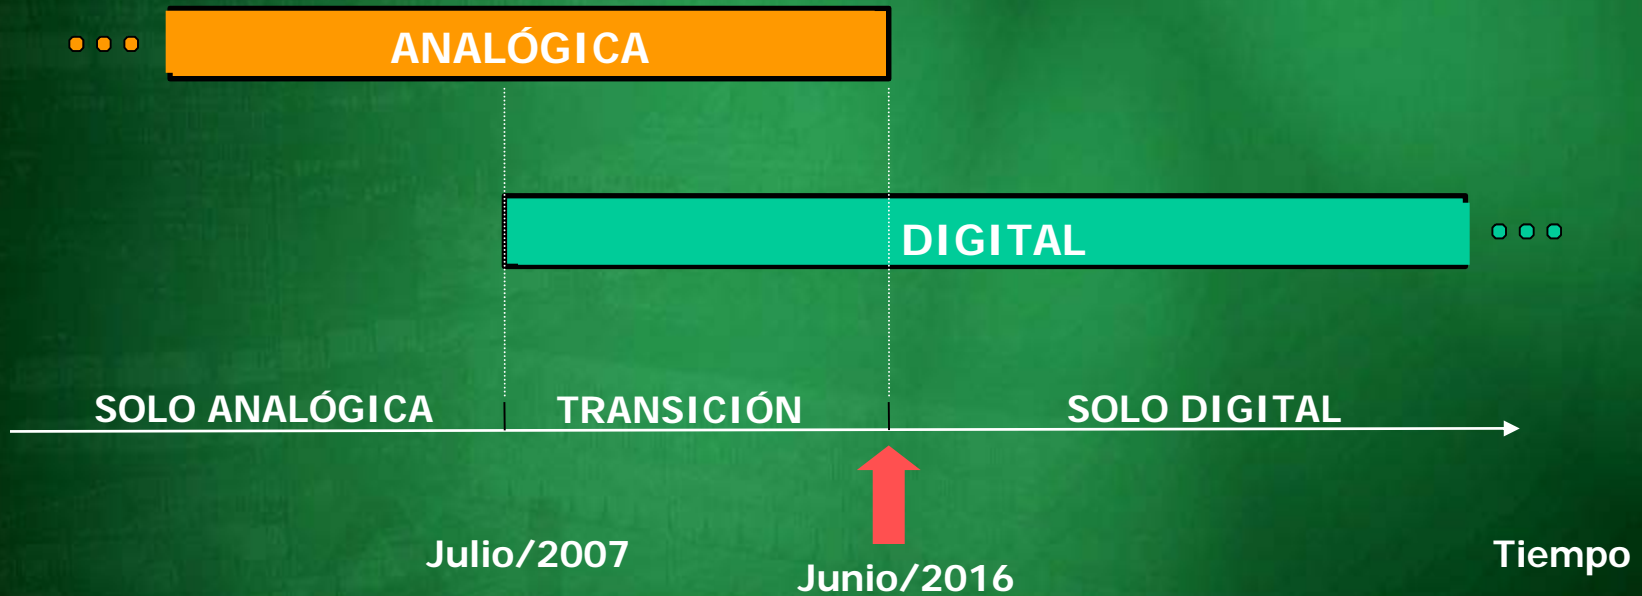 ANALÓGICA
DIGITAL
SOLO ANALÓGICA
TRANSICIÓN
SOLO DIGITAL
Julio/2007
Junio/2016
Tiempo